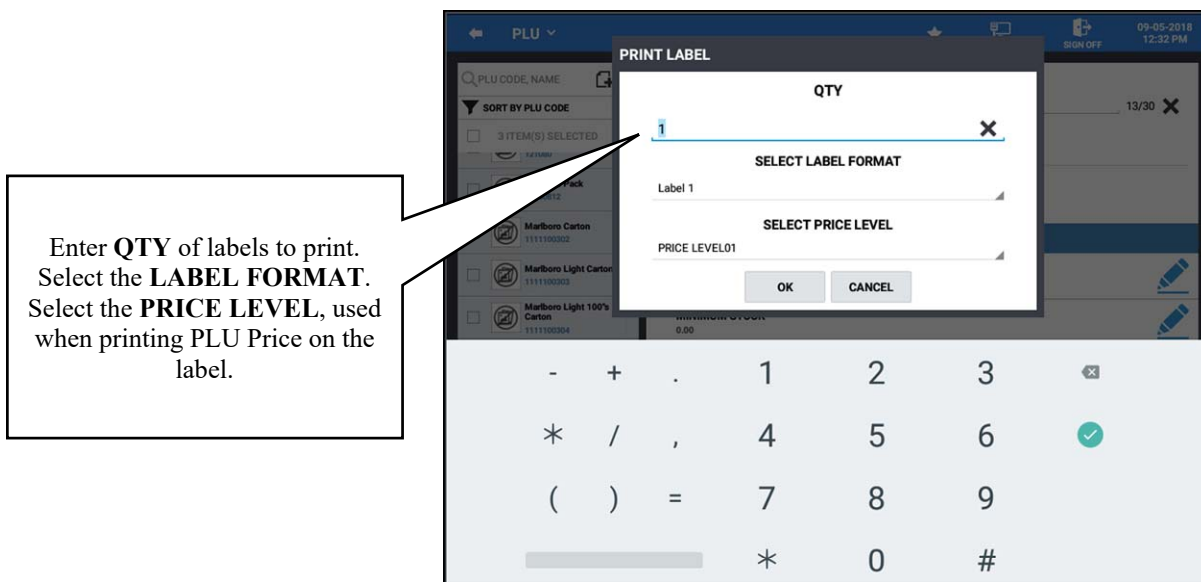 Enter QTY of labels to print.
Select the LABEL FORMAT.
Select the PRICE LEVEL, used
when printing PLU Price on the
label.
PLU
SIGN OFF
09-05-2018
12:32 PM
PLU CODE, NAME
SORT BY PLU CODE
3 ITEM(S) SELECTED
Pack
Marlboro Carton
1111100302
Marlboro Light Carton
1111100303
Marlboro Light 100's
Carton
1111100304
13/30
PRINT LABEL
QTY
1
SELECT LABEL FORMAT
Label 1
SELECT PRICE LEVEL
PRICE LEVEL01
OK
CANCEL
0.00
- + . 1 2 3
* / , 4 5 6
( ) = 7 8 9
* 0 #